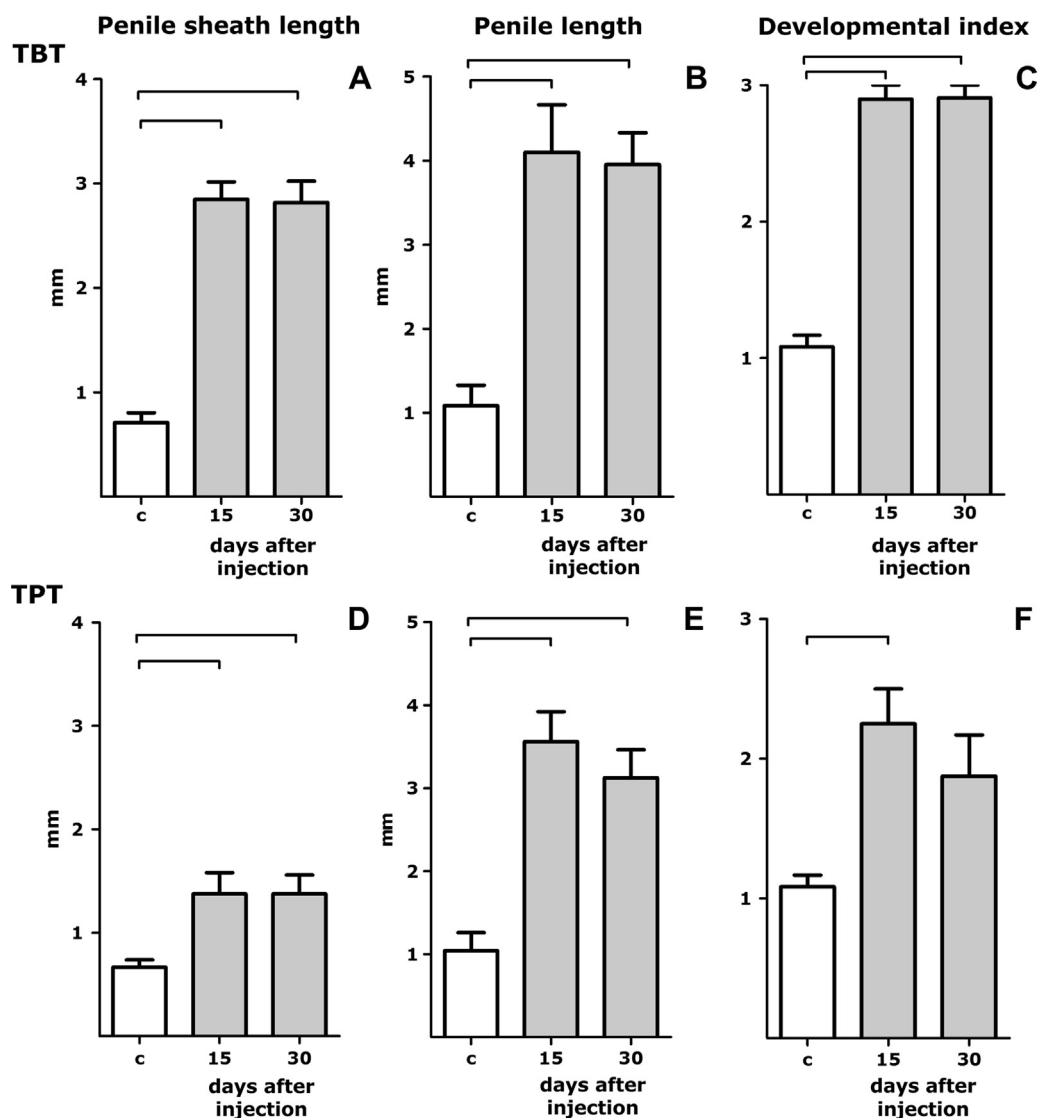 Penile sheath length
Penile length
Developmental index
TBT
A
B
C
4
3
2
1
mm
c 15 30
days after
injection
5
4
3
2
1
mm
c 15 30
days after
injection
3
2
1
c 15 30
days after
injection
TPT
D
E
F
4
3
2
1
mm
c 15 30
days after
injection
5
4
3
2
1
mm
c 15 30
days after
injection
3
2
1
c 15 30
days after
injection